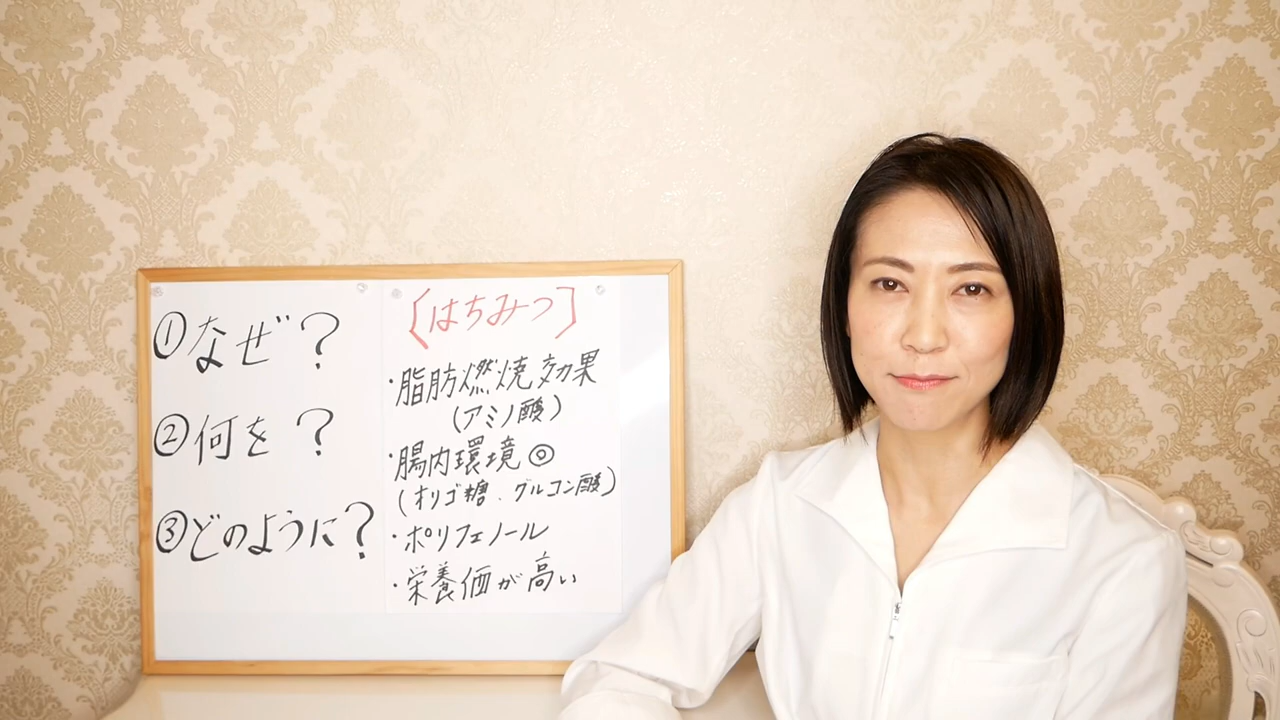 ①なぜ？
②何を？
③どのように？
[はちみつ]
・脂肪燃焼効果
(アミノ酸)
・腸内環境◎
(オリゴ糖、グルコン酸)
・ポリフェノール
・栄養価が高い